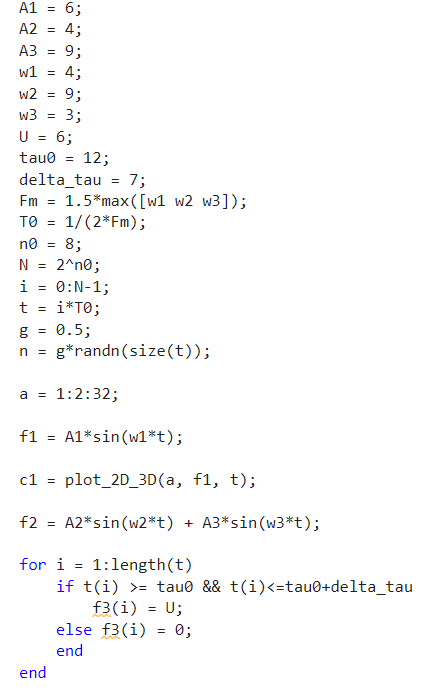 A1 = 6;
A2 = 4;
A3 = 9;
w1 = 4;
w2 = 9;
w3 = 3;
U = 6;
tau0 = 12;
delta_tau = 7;
Fm = 1.5*max([w1 w2 w3]);
T0 = 1/(2*Fm);
n0 = 8;
N = 2^n0;
i = 0:N-1;
t = i*T0;
g = 0.5;
n = g*randn(size(t));
a = 1:2:32;
f1 = A1*sin(w1*t);
c1 = plot_2D_3D(a, f1, t);
f2 = A2*sin(w2*t) + A3*sin(w3*t);
for i = 1:length(t)
    if t(i) >= tau0 && t(i)<=tau0+delta_tau
        f3(i) = U;
    else f3(i) = 0;
    end
end